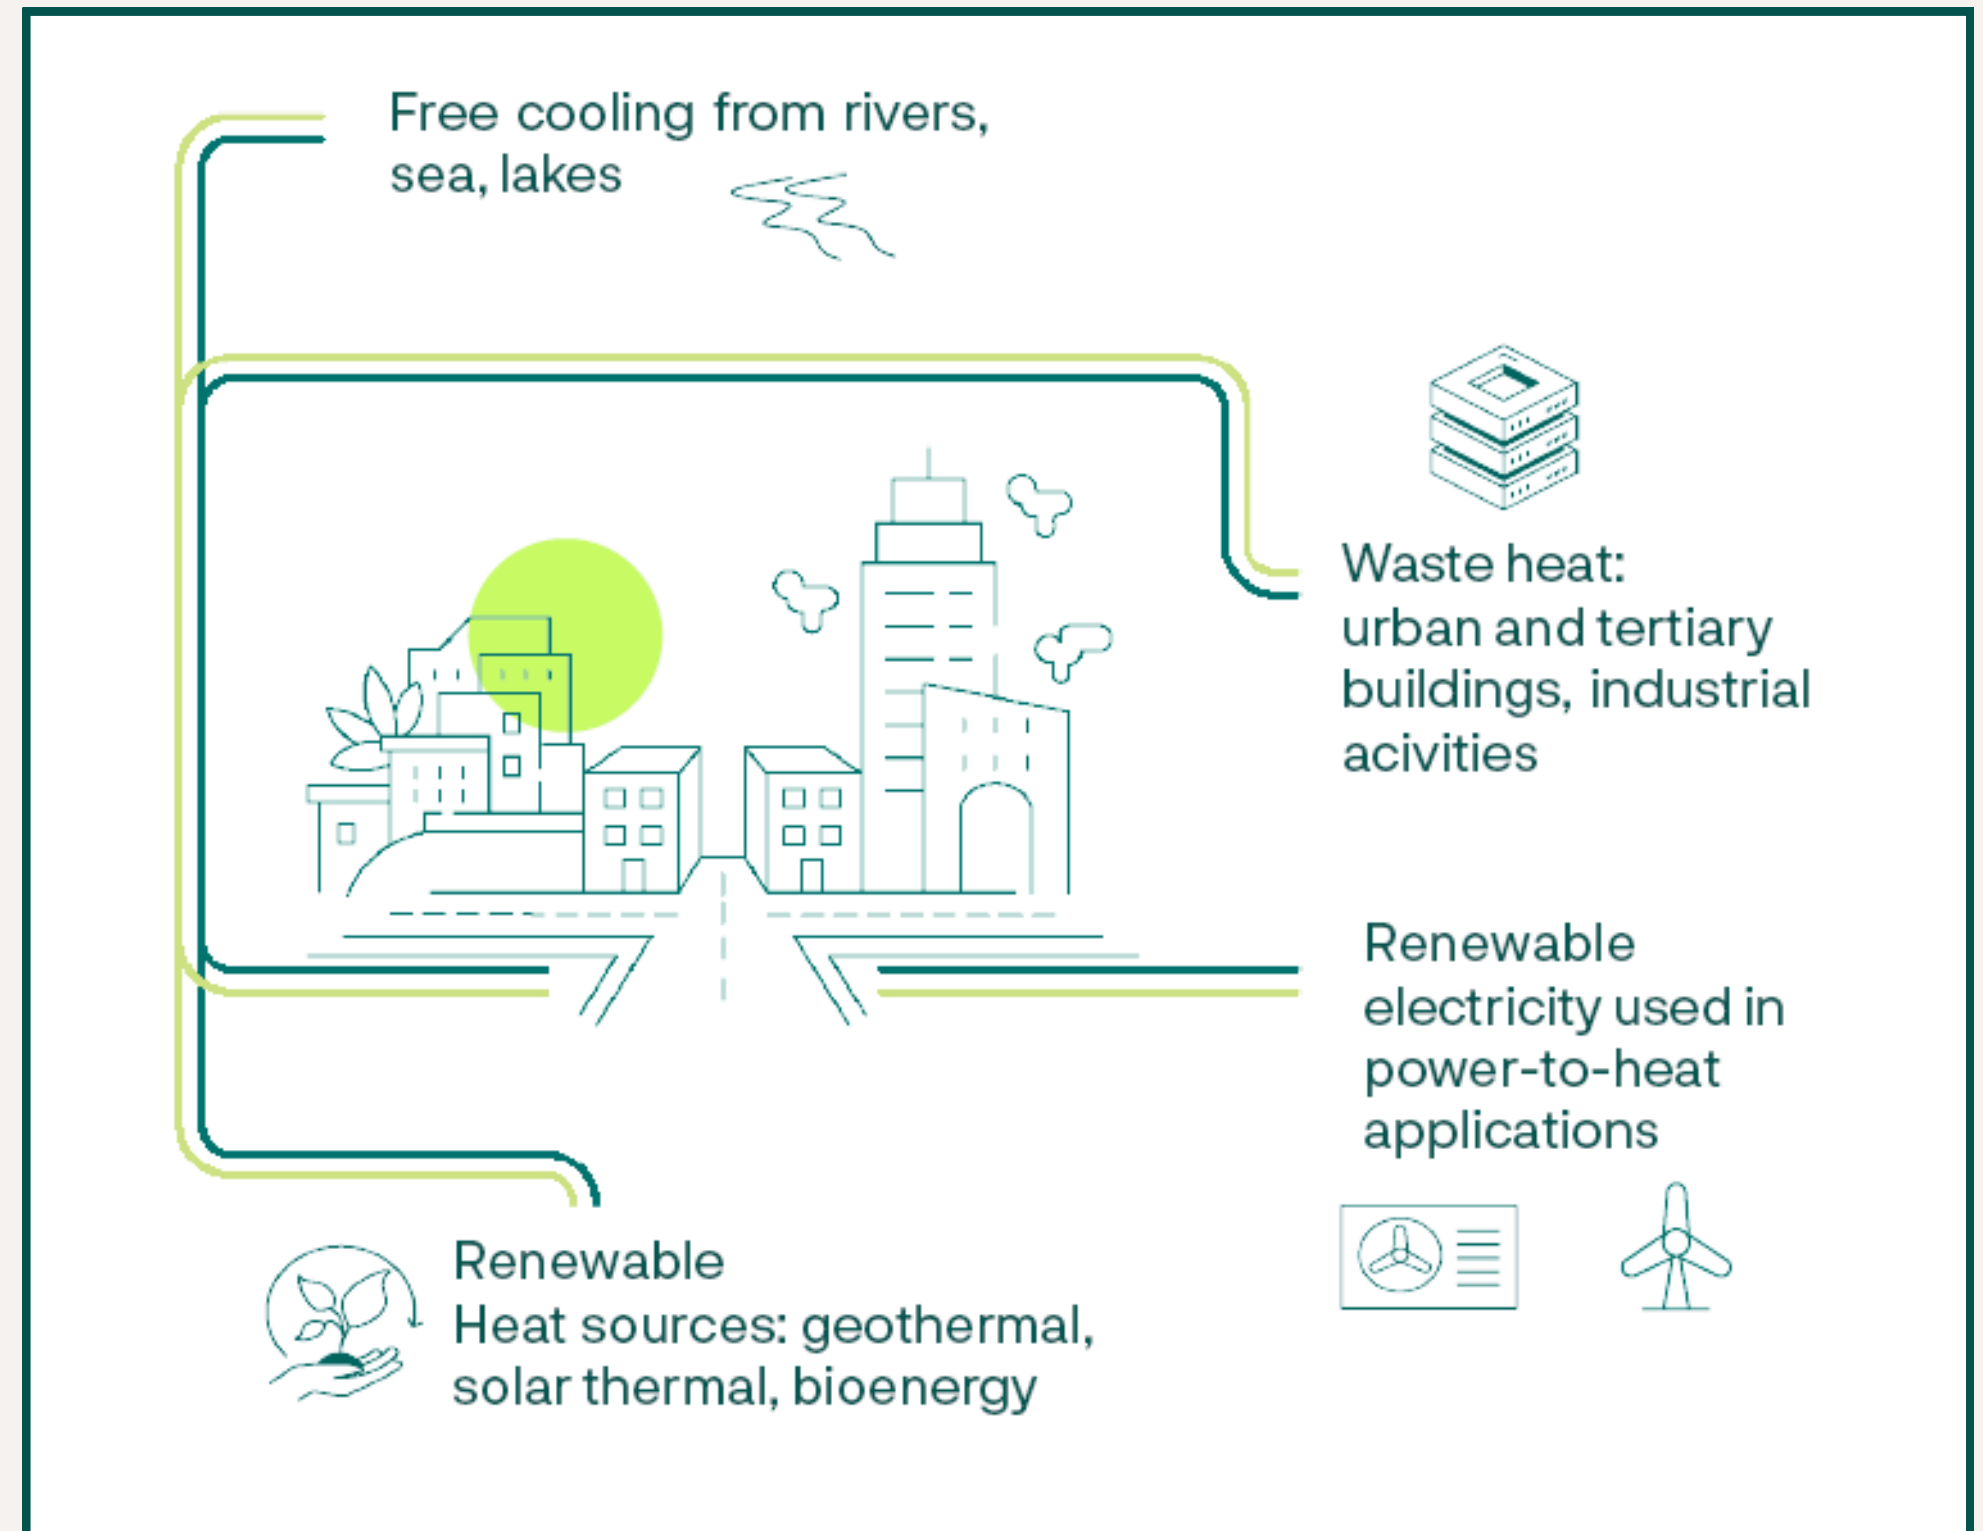 Free cooling from rivers,
sea, lakes
Waste heat:
urban and tertiary
buildings, industrial
acivities
Renewable
electricity used in
power-to-heat
applications
Renewable
Heat sources: geothermal,
solar thermal, bioenergy